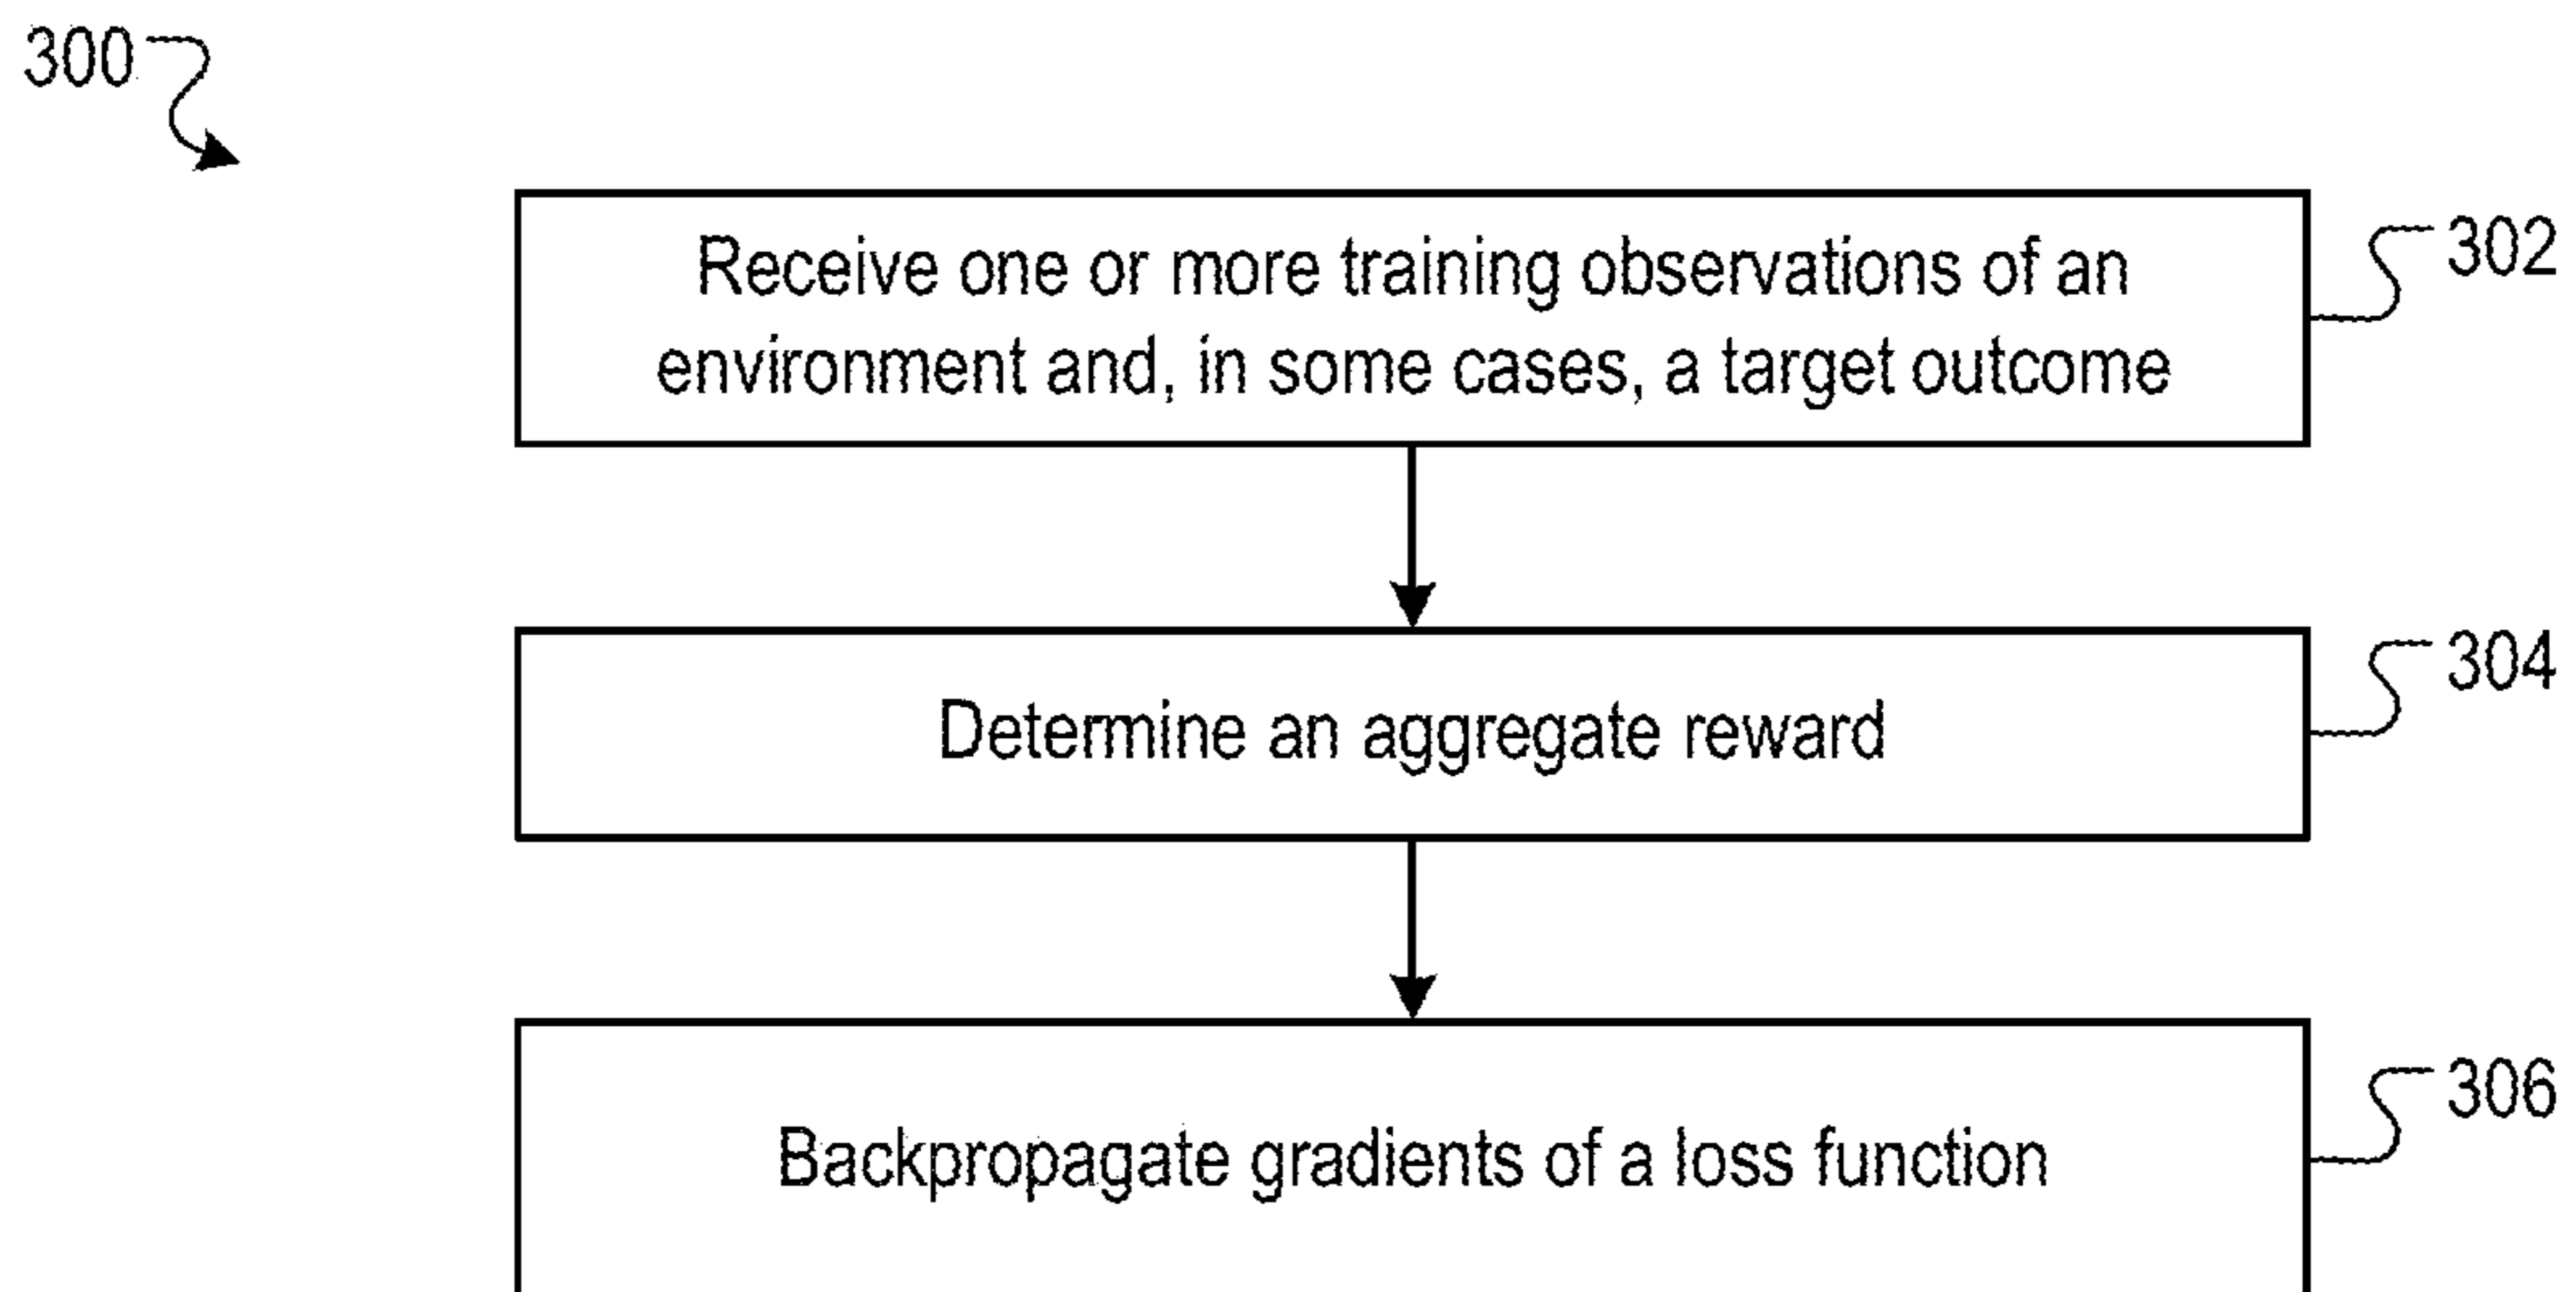 300
Receive one or more training observations of an
environment and, in some cases, a target outcome
302
Determine an aggregate reward
304
Backpropagate gradients of a loss function
306